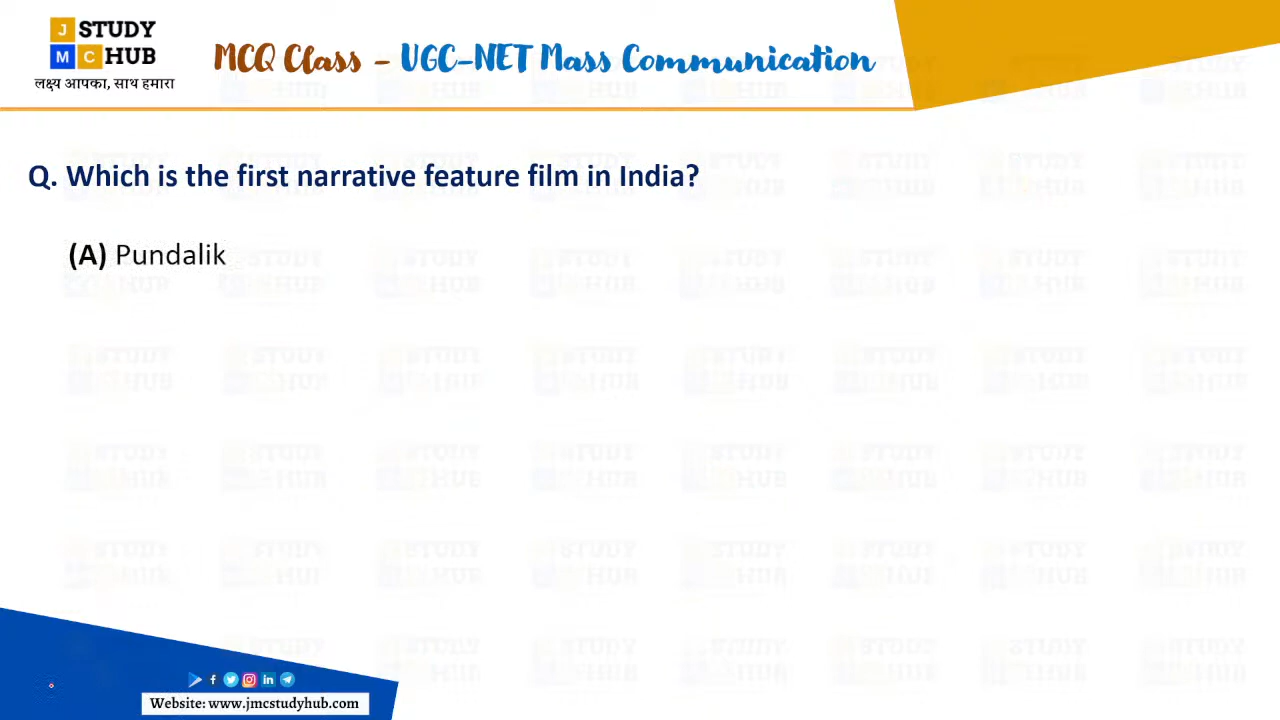 J STUDY
MC HUB
लक्ष्य आपका, साथ हमारा
MCQ Class - UGC-NET Mass Communication
Q. Which is the first narrative feature film in India?
(A) Pundalik
Website: www.jmcstudyhub.com